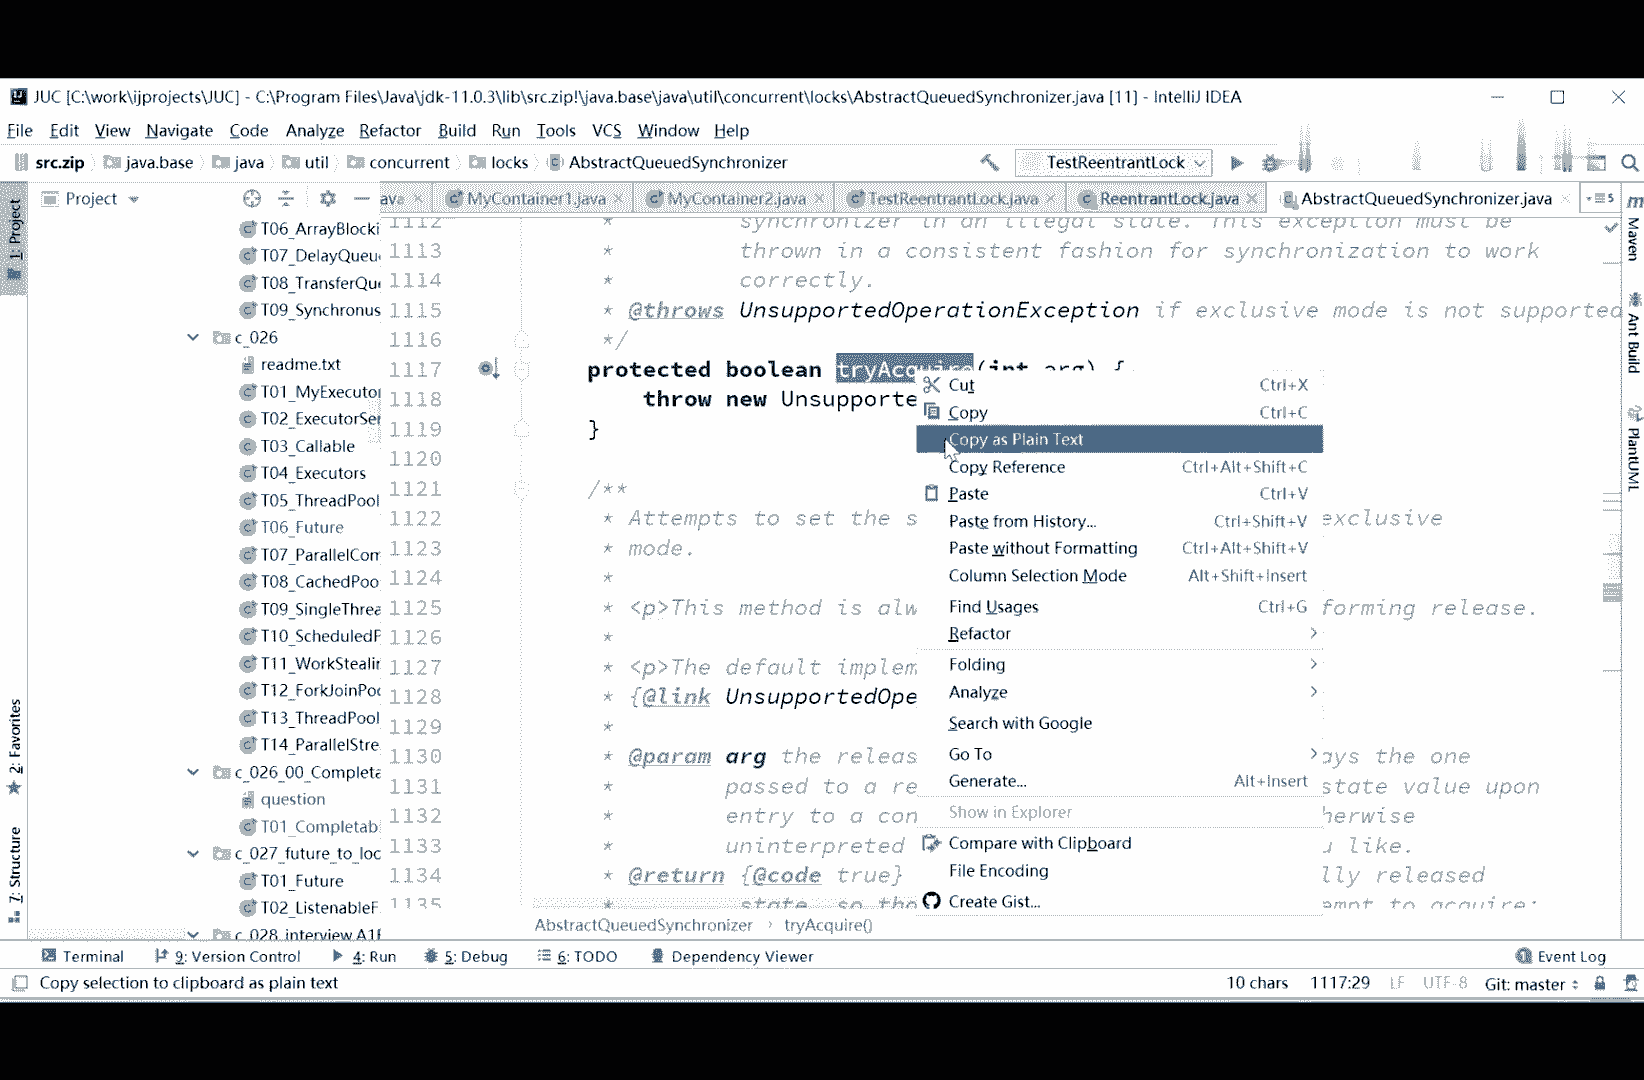 JUC [C:\work\ijprojects\JUC] - C:\Program Files\Java\jdk-11.0.3\lib\src.zip!\java.base\java\util\concurrent\locks\AbstractQueuedSynchronizer.java [11] - IntelliJ IDEA
File Edit View Navigate Code Analyze Refactor Build Run Tools VCS Window Help
src.zip java.base java util concurrent locks AbstractQueuedSynchronizer TestReentrantLock
Project ava MyContainer1.java MyContainer2.java TestReentrantLock.java ReentrantLock.java AbstractQueuedSynchronizer.java 5
1: Project
2: Favorites
7: Structure
T06_ArrayBlocki
T07_DelayQueu
T08_TransferQu
T09_Synchronus
c_026
readme.txt
T01_MyExecutor
T02_ExecutorSer
T03_Callable
T04_Executors
T05_ThreadPool
T06_Future
T07_ParallelCom
T08_CachedPoo
T09_SingleThrea
T10_ScheduledP
T11_WorkStealin
T12_ForkJoinPoo
T13_ThreadPool
T14_ParallelStre
c_026_00_Completa
question
T01_Completabl
c_027_future_to_loc
T01_Future
T02_ListenableF
c_028_interview.A1
1112 * synchronizer in an illegal state. This exception must be
1113 * thrown in a consistent fashion for synchronization to work
1114 * correctly.
1115 * @throws UnsupportedOperationException if exclusive mode is not supported
1116 */
1117 protected boolean tryAcquire(int arg) {
1118 throw new Unsupporte
1119 }
1120
1121 /**
1122 * Attempts to set the s exclusive
1123 * mode.
1124 *
1125 * <p>This method is alw forming release.
1126 *
1127 * <p>The default implem
1128 * {@link UnsupportedOpe
1129 *
1130 * @param arg the releas ays the one
1131 * passed to a re state value upon
1132 * entry to a con herwise
1133 * uninterpreted u like.
1134 * @return {@code true} lly released
1135 * state, so tho empt to acquire;
Cut Ctrl+X
Copy Ctrl+C
Copy as Plain Text
Copy Reference Ctrl+Alt+Shift+C
Paste Ctrl+V
Paste from History... Ctrl+Shift+V
Paste without Formatting Ctrl+Alt+Shift+V
Column Selection Mode Alt+Shift+Insert
Find Usages Ctrl+G
Refactor
Folding
Analyze
Search with Google
Go To
Generate... Alt+Insert
Show in Explorer
Compare with Clipboard
File Encoding
Create Gist...
m
Maven
Ant Build
PlantUML
AbstractQueuedSynchronizer › tryAcquire()
Terminal 9: Version Control 4: Run 5: Debug 6: TODO Dependency Viewer Event Log
Copy selection to clipboard as plain text 10 chars 1117:29 LF UTF-8 Git: master